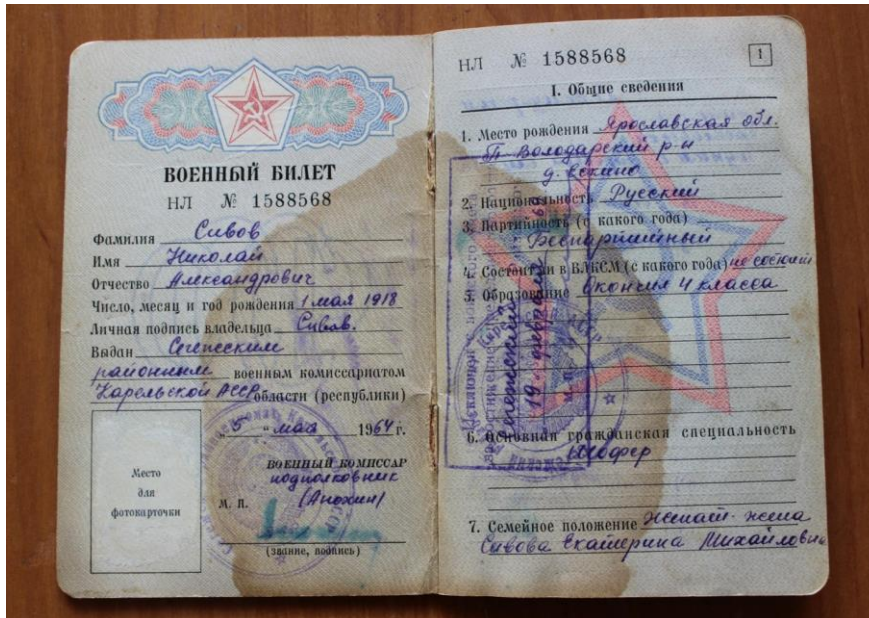 ВОЕННЫЙ БИЛЕТ
НЛ № 1588568
Фамилия Сивов
Имя Николай
Отчество Александрович
Число, месяц и год рождения 1 мая 1918
Личная подпись владельца Сивов.
Выдан Сегежским
районным военным комиссариатом
Карельской АССР области (республики)
"5" мая 1964 г.
Место
для
фотокарточки
ВОЕННЫЙ КОМИССАР
подполковник
М. П. (Анохин)
(звание, подпись)
НЛ № 1588568
1
I. Общие сведения
1. Место рождения Ярославская обл.
Володарский р-н
д.
2. Национальность Русский
3. Партийность (с какого года)
Беспартийный
4. Состоит ли в ВЛКСМ (с какого года) не состоит
5. Образование Окончил 4 класса
6. Основная гражданская специальность
Шофер
7. Семейное положение Женат-жена
Сивова Екатерина Михайловна